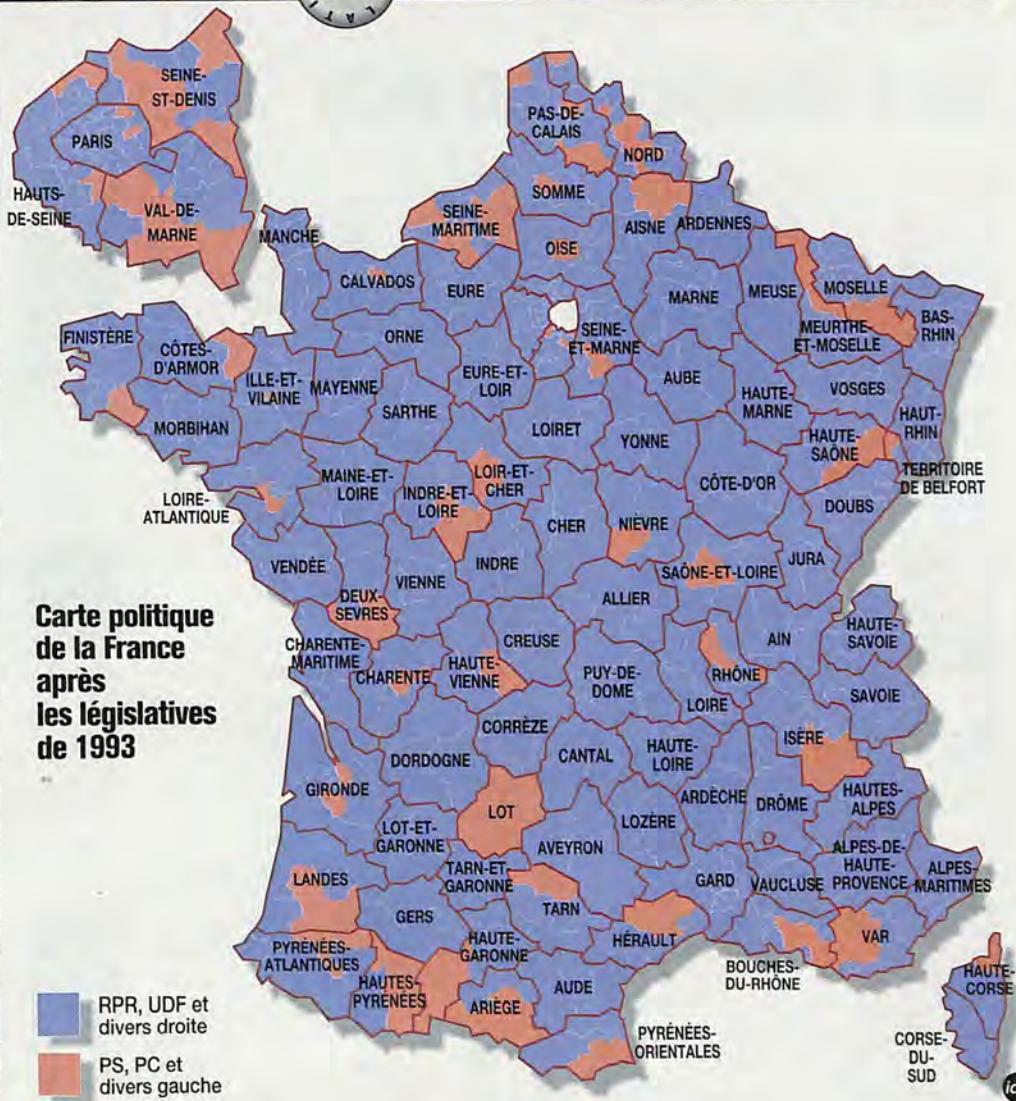 LATI
SEINE-
ST-DENIS
PARIS
HAUTS-
DE-SEINE
VAL-DE-
MARNE
PAS-DE-
CALAIS
NORD
SOMME
SEINE-
MARITIME
AISNE
ARDENNES
OISE
MANCHE
CALVADOS
EURE
MARNE
MEUSE
MOSELLE
BAS-
RHIN
MEURTHE-
ET-MOSELLE
FINISTÈRE
CÔTES-
D'ARMOR
ORNE
SEINE-
ET-MARNE
ILLE-ET-
VILAINE
MAYENNE
EURE-ET-
LOIR
AUBE
VOSGES
HAUTE-
MARNE
SARTHE
HAUT-
RHIN
MORBIHAN
LOIRET
YONNE
HAUTE-
SAÔNE
TERRITOIRE
DE BELFORT
LOIRE-
ATLANTIQUE
MAINE-ET-
LOIRE
INDRE-ET-
LOIRE
LOIR-ET-
CHER
CÔTE-D'OR
DOUBS
CHER
NIÈVRE
VENDÉE
VIENNE
INDRE
SAÔNE-ET-LOIRE
JURA
DEUX-
SEVRES
ALLIER
Carte politique
de la France
après
les législatives
de 1993
CHARENTE-
MARITIME
CREUSE
AIN
HAUTE-
SAVOIE
CHARENTE
HAUTE-
VIENNE
PUY-DE-
DOME
RHÔNE
LOIRE
SAVOIE
CORRÈZE
ISÈRE
DORDOGNE
CANTAL
HAUTE-
LOIRE
GIRONDE
ARDÈCHE
DRÔME
HAUTES-
ALPES
LOT
LOZÈRE
LOT-ET-
GARONNE
AVEYRON
ALPES-DE-
HAUTE-
PROVENCE
ALPES-
MARITIMES
LANDES
TARN-ET-
GARONNE
GARD
VAUCLUSE
GERS
TARN
HAUTE-
GARONNE
HÉRAULT
VAR
PYRÉNÉES-
ATLANTIQUES
BOUCHES-
DU-RHÔNE
HAUTES-
PYRÉNÉES
ARIÈGE
AUDE
HAUTE-
CORSE
PYRÉNÉES-
ORIENTALES
CORSE-
DU-
SUD
RPR, UDF et
divers droite
PS, PC et
divers gauche